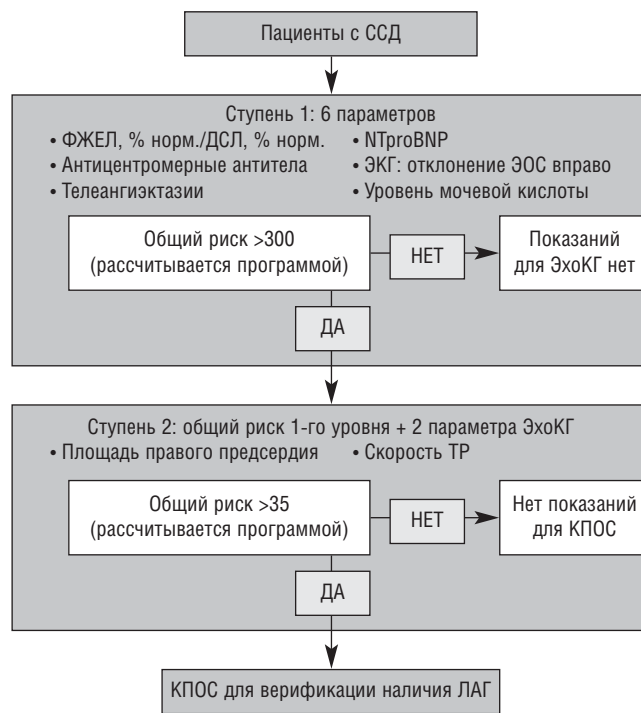 Пациенты с ССД
Ступень 1: 6 параметров
• ФЖЕЛ, % норм./ДСЛ, % норм.
• Антицентромерные антитела
• Телеангиэктазии
• NTproBNP
• ЭКГ: отклонение ЭОС вправо
• Уровень мочевой кислоты
Общий риск >300
(рассчитывается программой)
НЕТ
Показаний
для ЭхоКГ нет
ДА
Ступень 2: общий риск 1-го уровня + 2 параметра ЭхоКГ
• Площадь правого предсердия
• Скорость ТР
Общий риск >35
(рассчитывается программой)
НЕТ
Нет показаний
для КПОС
ДА
КПОС для верификации наличия ЛАГ